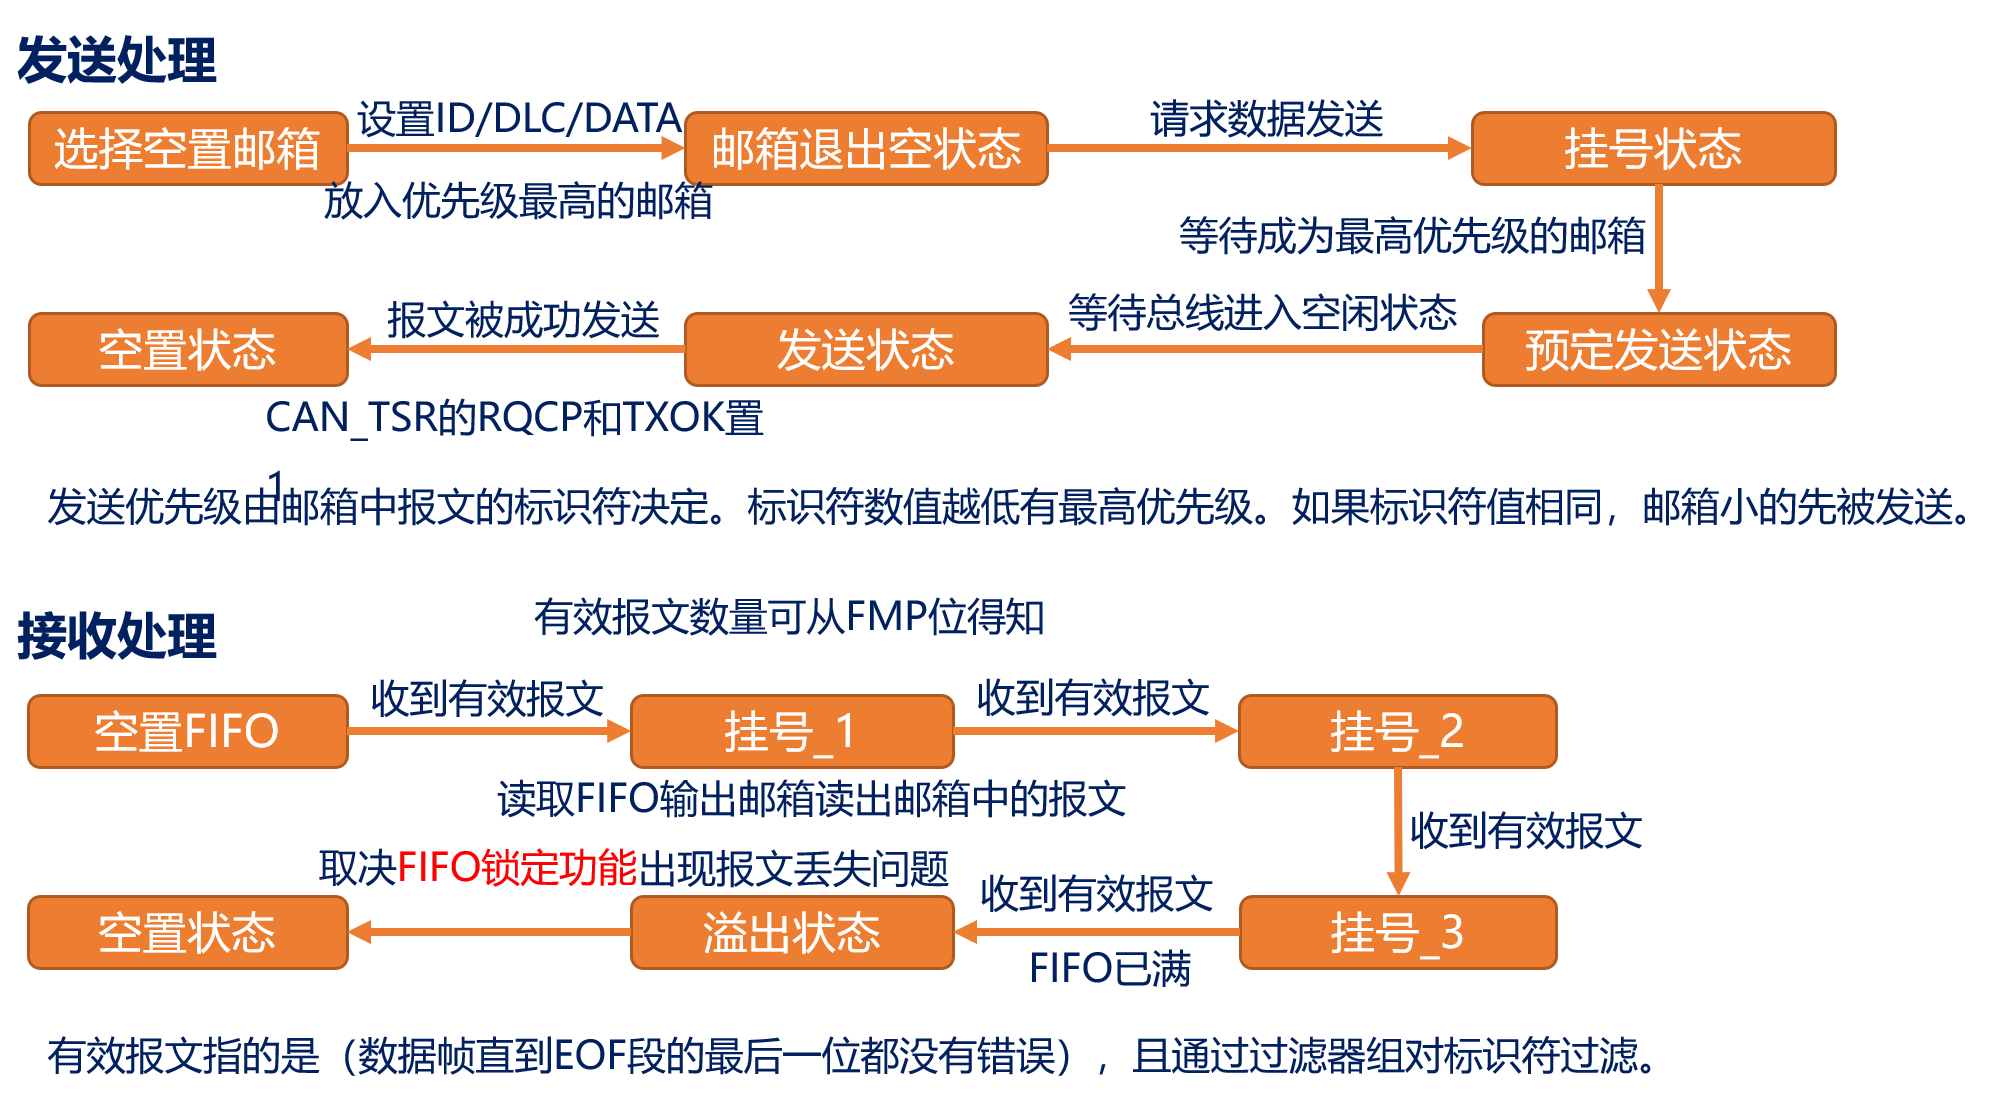 发送处理
选择空置邮箱
设置ID/DLC/DATA
放入优先级最高的邮箱
邮箱退出空状态
请求数据发送
挂号状态
等待成为最高优先级的邮箱
预定发送状态
等待总线进入空闲状态
发送状态
报文被成功发送
空置状态
CAN_TSR的RQCP和TXOK置
1
发送优先级由邮箱中报文的标识符决定。标识符数值越低有最高优先级。如果标识符值相同，邮箱小的先被发送。
接收处理
有效报文数量可从FMP位得知
空置FIFO
收到有效报文
挂号_1
收到有效报文
挂号_2
读取FIFO输出邮箱读出邮箱中的报文
收到有效报文
挂号_3
收到有效报文
FIFO已满
溢出状态
取决FIFO锁定功能出现报文丢失问题
空置状态
有效报文指的是（数据帧直到EOF段的最后一位都没有错误），且通过过滤器组对标识符过滤。